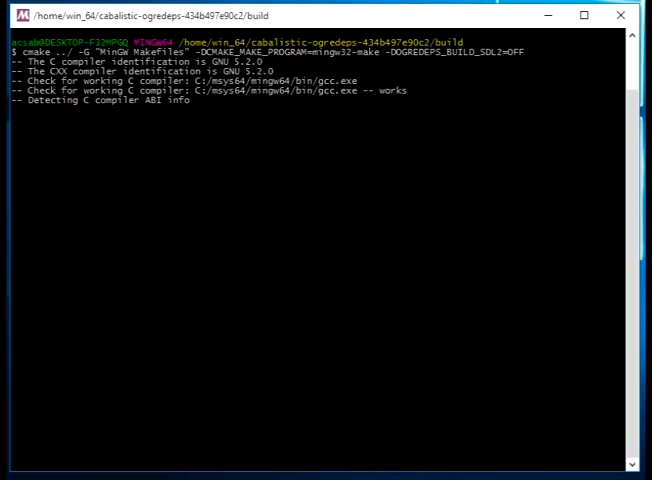 /home/win_64/cabalistic-ogredeps-434b497e90c2/build
acsab@DESKTOP-F32MPGQ MINGW64 /home/win_64/cabalistic-ogredeps-434b497e90c2/build
$ cmake ../ -G "MinGW Makefiles" -DCMAKE_MAKE_PROGRAM=mingw32-make -DOGREDEPS_BUILD_SDL2=OFF
-- The C compiler identification is GNU 5.2.0
-- The CXX compiler identification is GNU 5.2.0
-- Check for working C compiler: C:/msys64/mingw64/bin/gcc.exe
-- Check for working C compiler: C:/msys64/mingw64/bin/gcc.exe -- works
-- Detecting C compiler ABI info